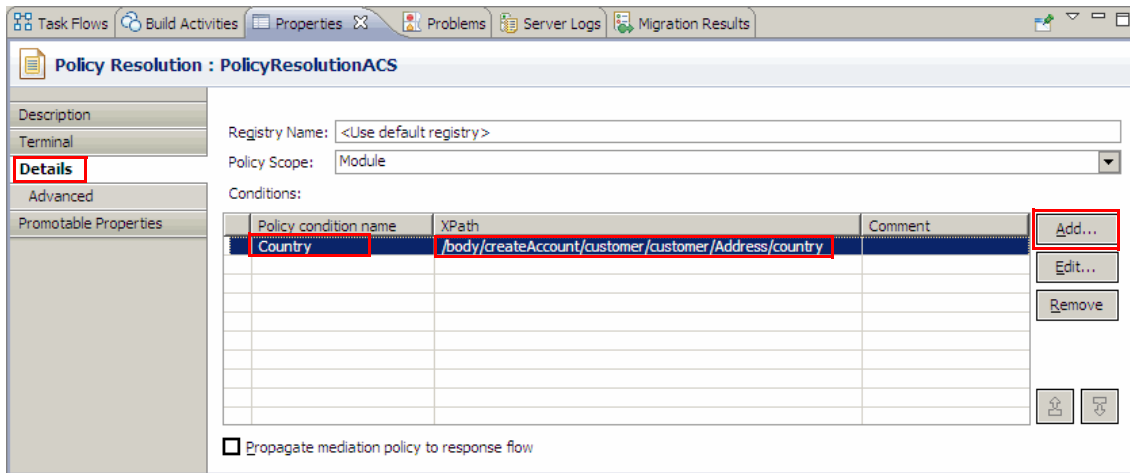 Task Flows Build Activities Properties Problems Server Logs Migration Results
Policy Resolution : PolicyResolutionACS
Description
Terminal
Details
Advanced
Promotable Properties
Registry Name: <Use default registry>
Policy Scope: Module
Conditions:
Policy condition name XPath Comment
Country /body/createAccount/customer/customer/Address/country
Add...
Edit...
Remove
Propagate mediation policy to response flow